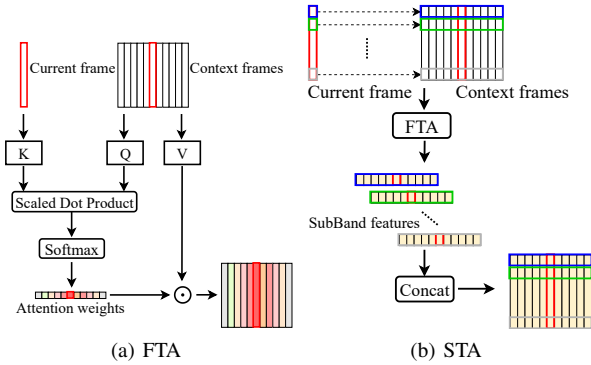 Current frame
Context frames
K
Q
V
Scaled Dot Product
Softmax
Attention weights
(a) FTA
Current frame
Context frames
FTA
SubBand features
Concat
(b) STA